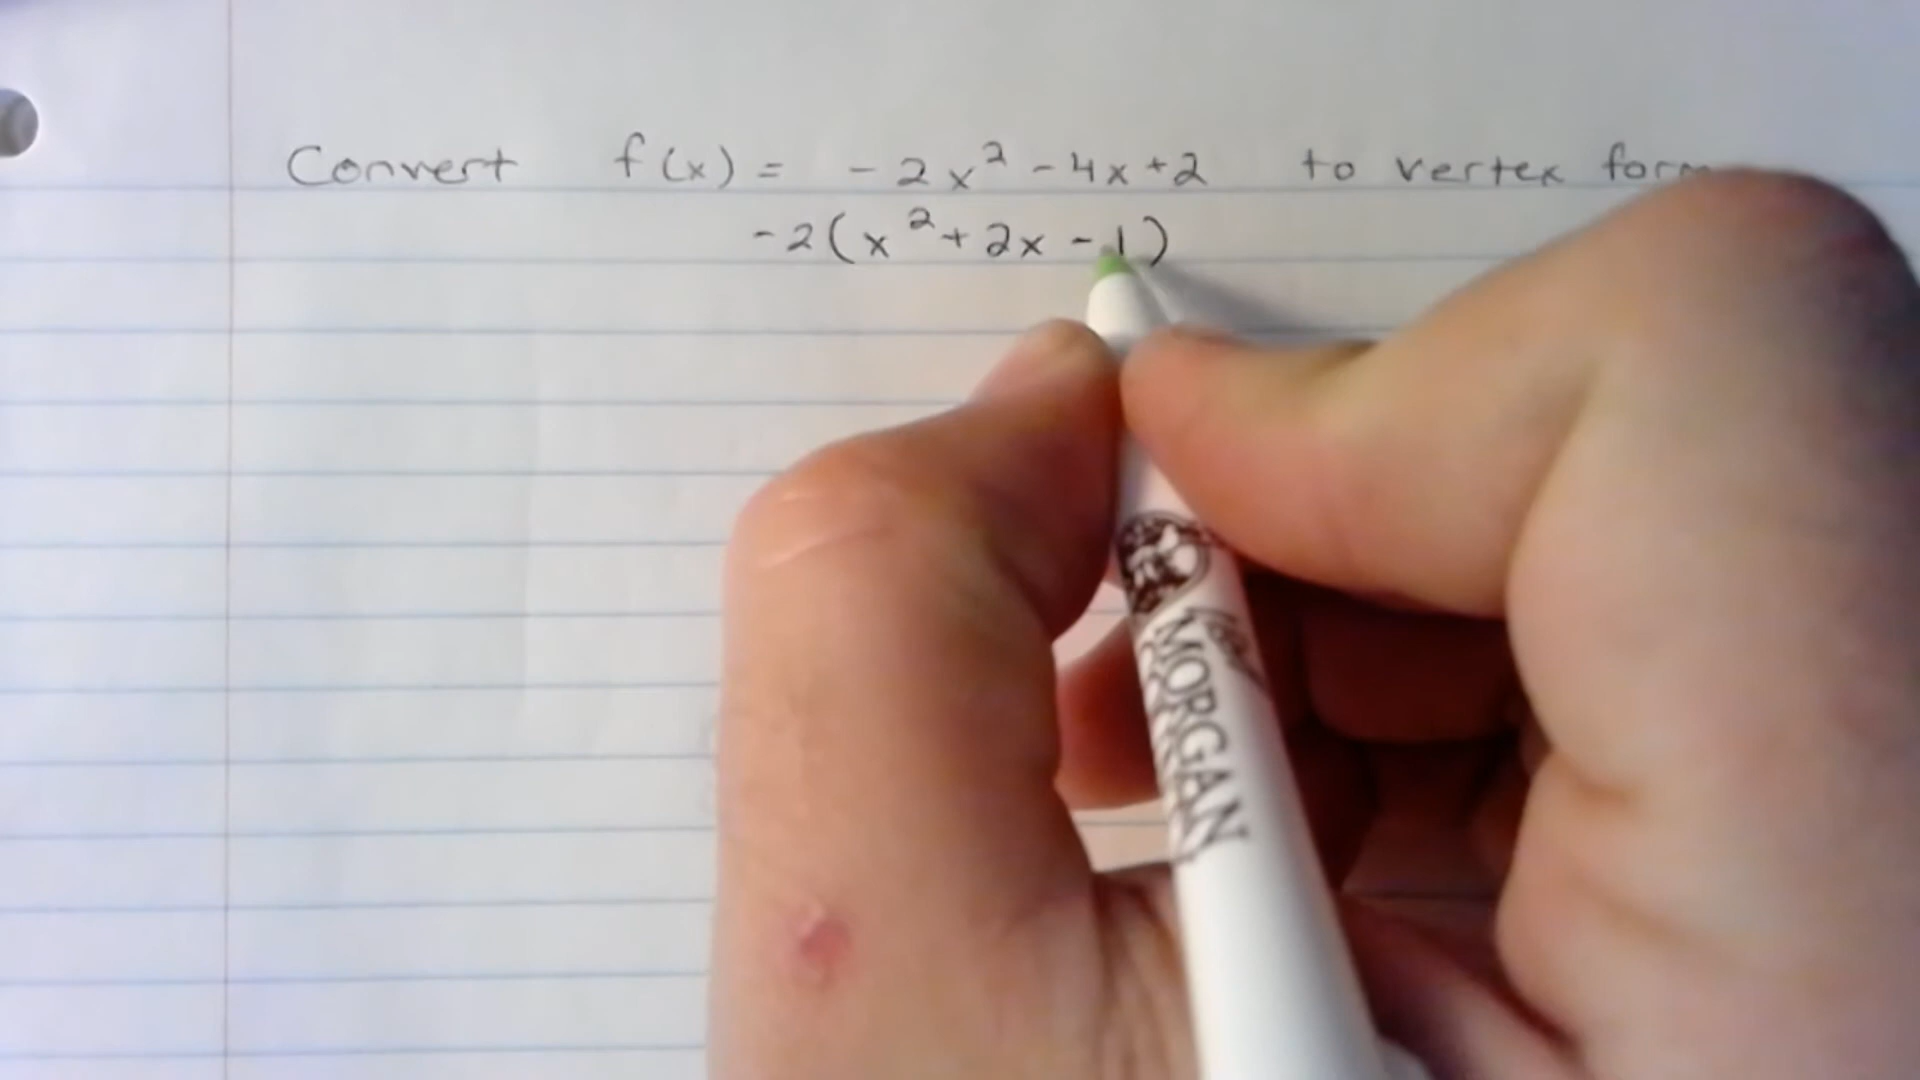 Convert f(x) = -2x² - 4x + 2 to vertex form
-2(x² + 2x - 1)
MORGAN